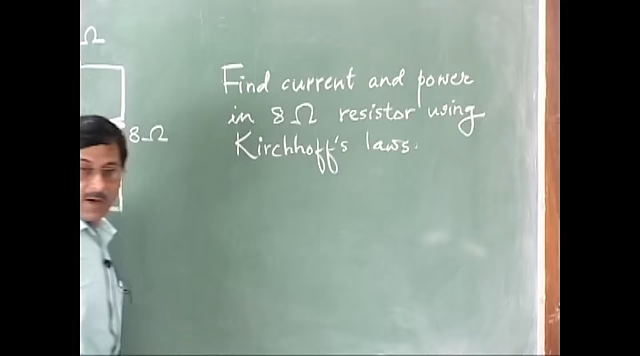 Ω
Find current and power
in 8 Ω resistor using
8 Ω
Kirchhoff's laws.